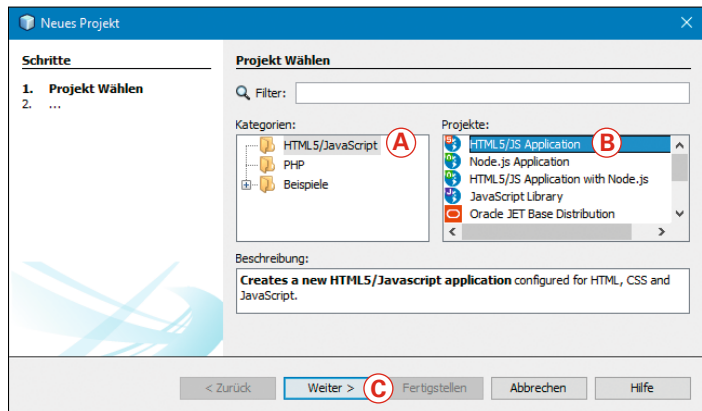 Neues Projekt
Schritte
1. Projekt Wählen
2. ...
Projekt Wählen
Filter:
Kategorien:
HTML5/JavaScript A
PHP
Beispiele
Projekte:
HTML5/JS Application B
Node.js Application
HTML5/JS Application with Node.js
JavaScript Library
Oracle JET Base Distribution
Beschreibung:
Creates a new HTML5/Javascript application configured for HTML, CSS and
JavaScript.
< Zurück Weiter > C Fertigstellen Abbrechen Hilfe